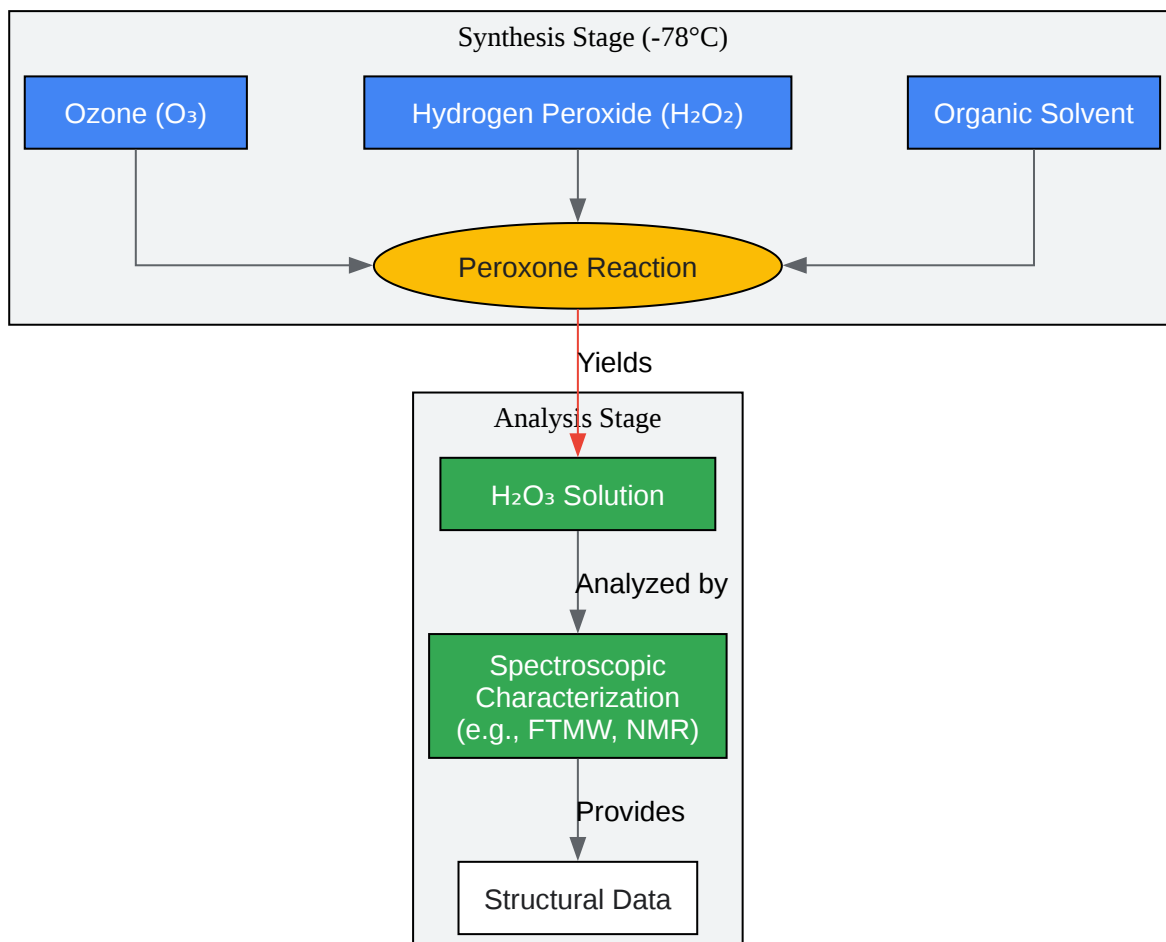 Synthesis Stage (-78°C)
Ozone (O₃)
Hydrogen Peroxide (H₂O₂)
Organic Solvent
Peroxone Reaction
Yields
Analysis Stage
H₂O₃ Solution
Analyzed by
Spectroscopic
Characterization
(e.g., FTMW, NMR)
Provides
Structural Data